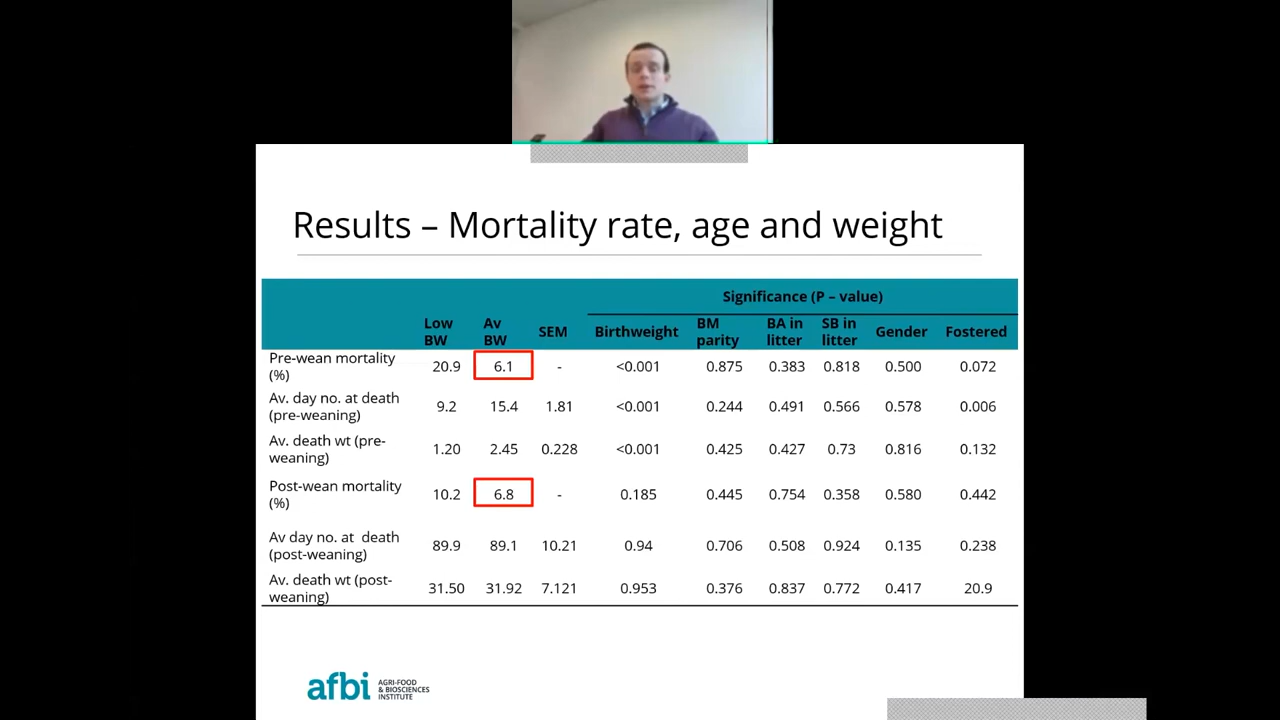 Results – Mortality rate, age and weight
Significance (P – value)
Low BW Av BW SEM Birthweight BM parity BA in litter SB in litter Gender Fostered
Pre-wean mortality (%) 20.9 6.1 - <0.001 0.875 0.383 0.818 0.500 0.072
Av. day no. at death (pre-weaning) 9.2 15.4 1.81 <0.001 0.244 0.491 0.566 0.578 0.006
Av. death wt (pre-weaning) 1.20 2.45 0.228 <0.001 0.425 0.427 0.73 0.816 0.132
Post-wean mortality (%) 10.2 6.8 - 0.185 0.445 0.754 0.358 0.580 0.442
Av day no. at death (post-weaning) 89.9 89.1 10.21 0.94 0.706 0.508 0.924 0.135 0.238
Av. death wt (post-weaning) 31.50 31.92 7.121 0.953 0.376 0.837 0.772 0.417 20.9
afbi AGRI-FOOD
& BIOSCIENCES
INSTITUTE